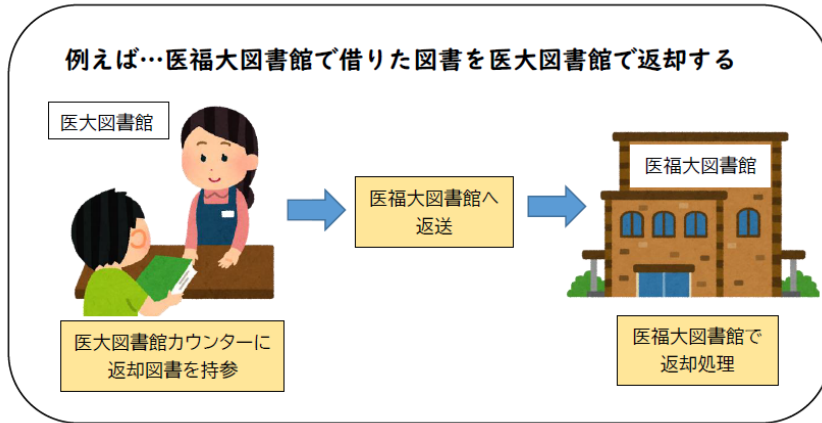 例えば…医福大図書館で借りた図書を医大図書館で返却する
医大図書館
医福大図書館へ
返送
医福大図書館
医大図書館カウンターに
返却図書を持参
医福大図書館で
返却処理